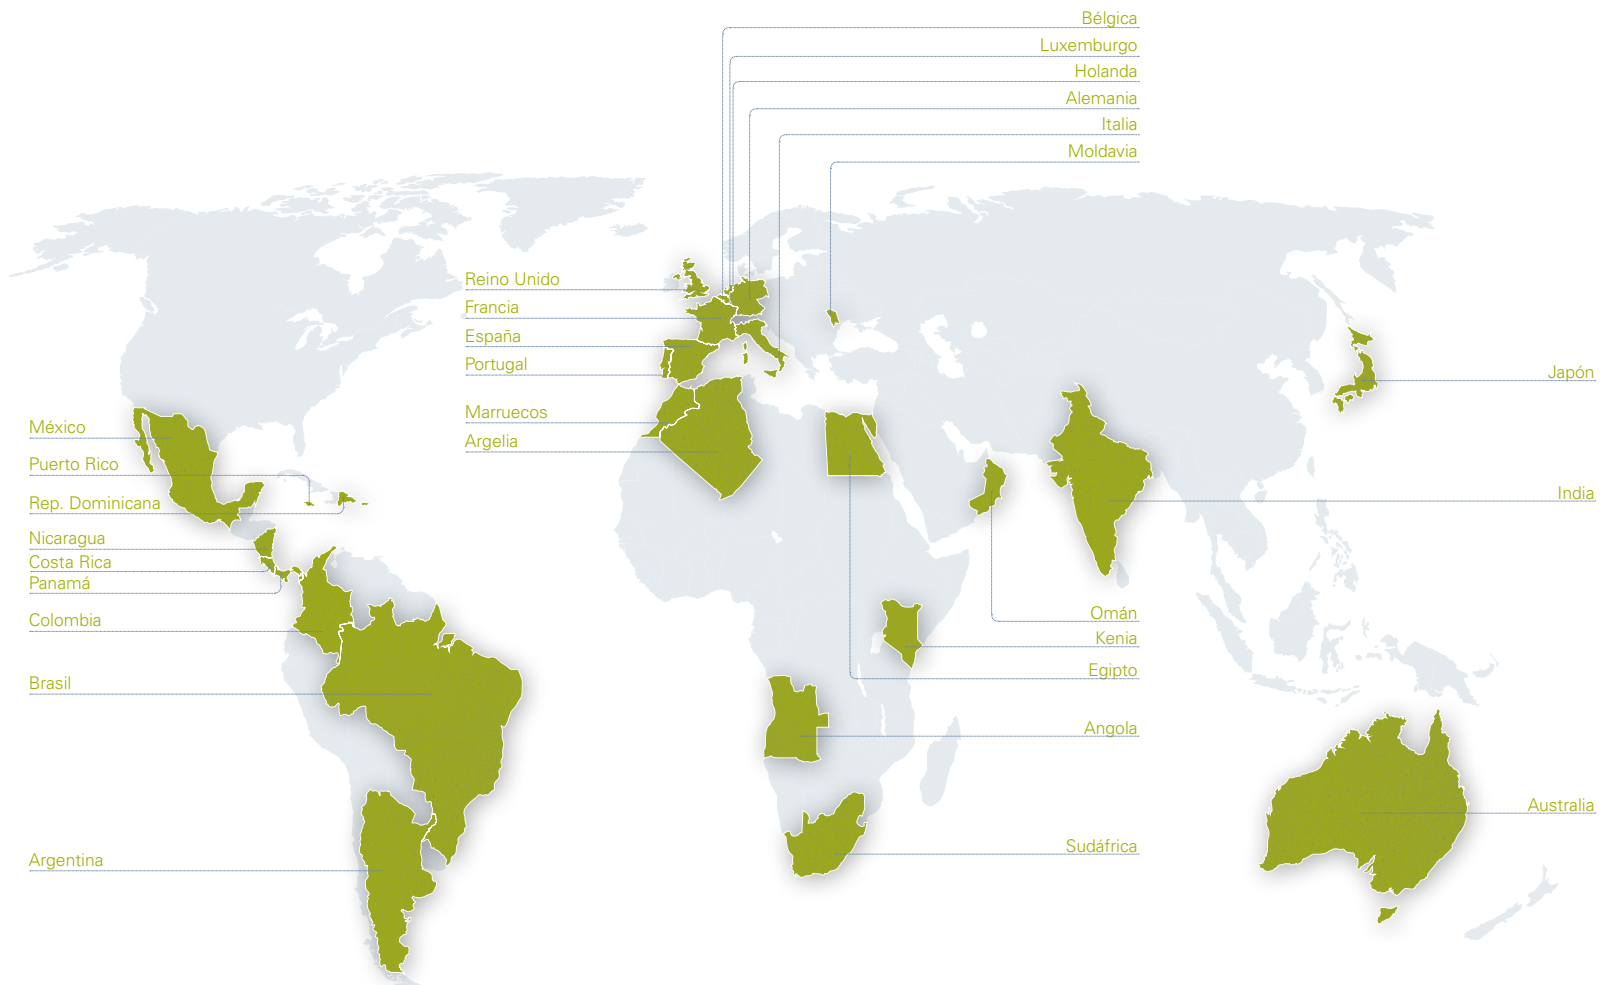 Bélgica
Luxemburgo
Holanda
Alemania
Italia
Moldavia
Reino Unido
Francia
España
Portugal
Marruecos
Argelia
México
Puerto Rico
Rep. Dominicana
Nicaragua
Costa Rica
Panamá
Colombia
Brasil
Argentina
Japón
India
Omán
Kenia
Egipto
Angola
Sudáfrica
Australia